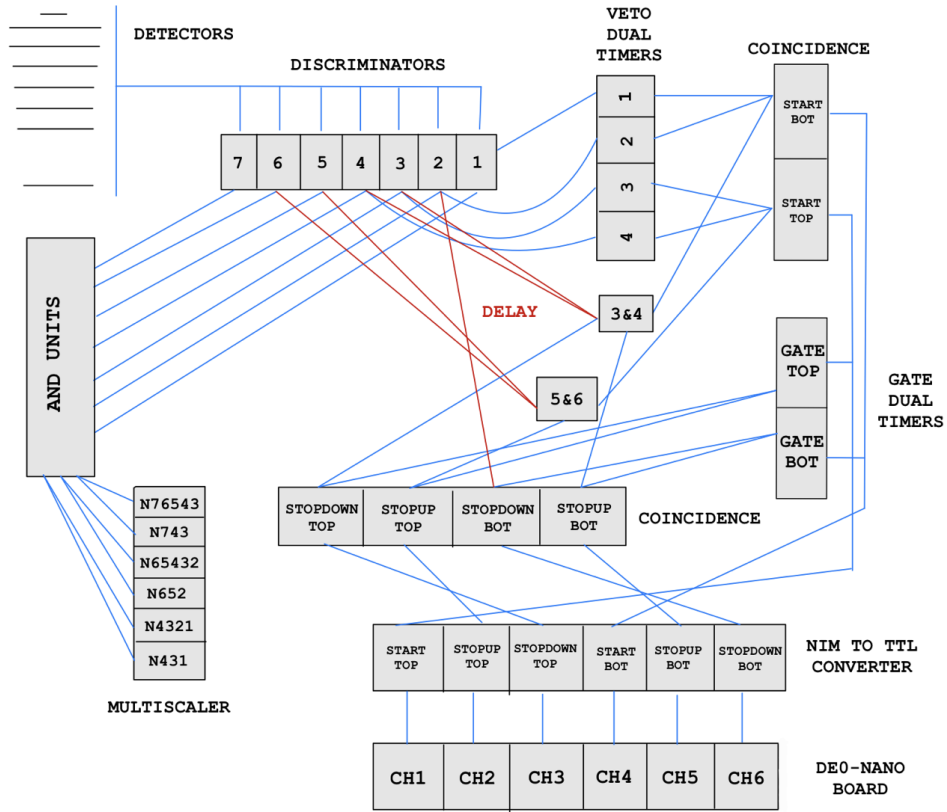 DETECTORS
DISCRIMINATORS
VETO
DUAL
TIMERS
COINCIDENCE
7 6 5 4 3 2 1
1
2
3
4
START
BOT
START
TOP
AND UNITS
DELAY
3&4
5&6
GATE
TOP
GATE
BOT
GATE
DUAL
TIMERS
STOPDOWN
TOP
STOPUP
TOP
STOPDOWN
BOT
STOPUP
BOT
COINCIDENCE
N76543
N743
N65432
N652
N4321
N431
MULTISCALER
START
TOP
STOPUP
TOP
STOPDOWN
TOP
START
BOT
STOPUP
BOT
STOPDOWN
BOT
NIM TO TTL
CONVERTER
CH1 CH2 CH3 CH4 CH5 CH6
DE0-NANO
BOARD